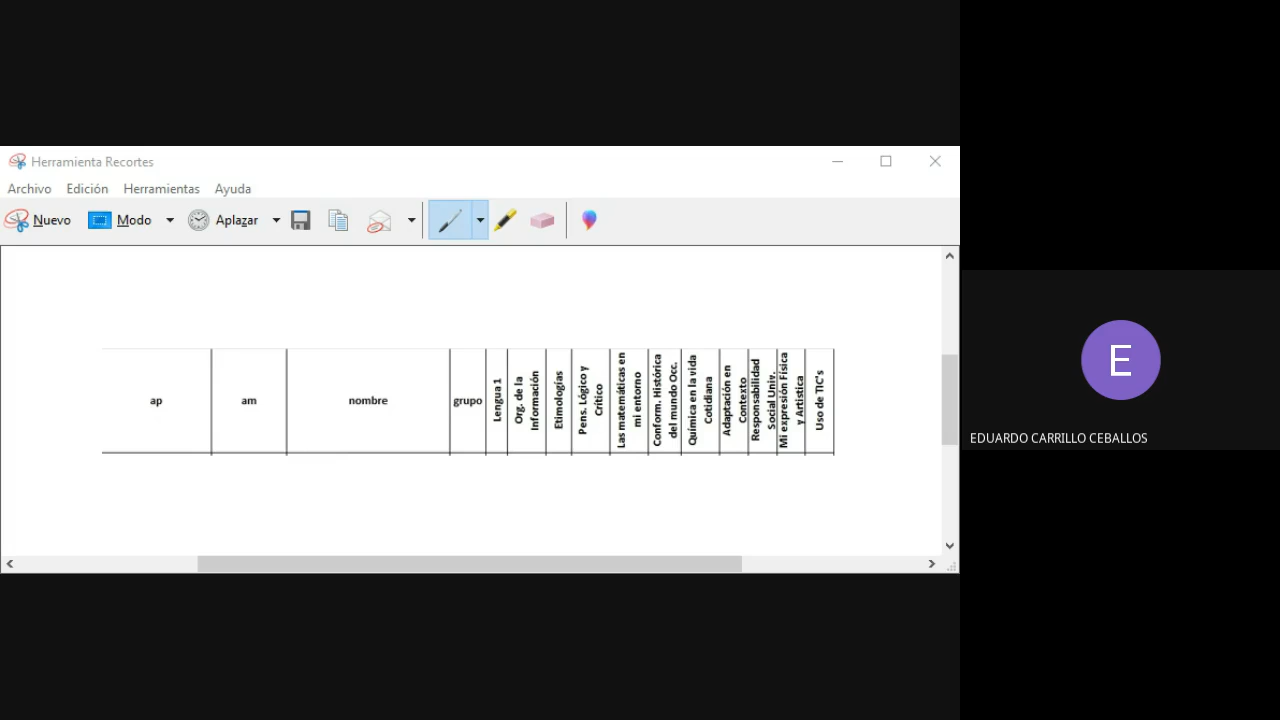 Herramienta Recortes
Archivo Edición Herramientas Ayuda
Nuevo Modo Aplazar
ap am nombre grupo
Lengua 1
Org. de la
Información
Etimologías
Pens. Lógico y
Crítico
Las matemáticas en
mi entorno
Conform. Histórica
del mundo Occ.
Química en la vida
Cotidiana
Adaptación en
Contexto
Responsabilidad
Social Univ.
Mi expresión Física
y Artistica
Uso de TIC's
E
EDUARDO CARRILLO CEBALLOS